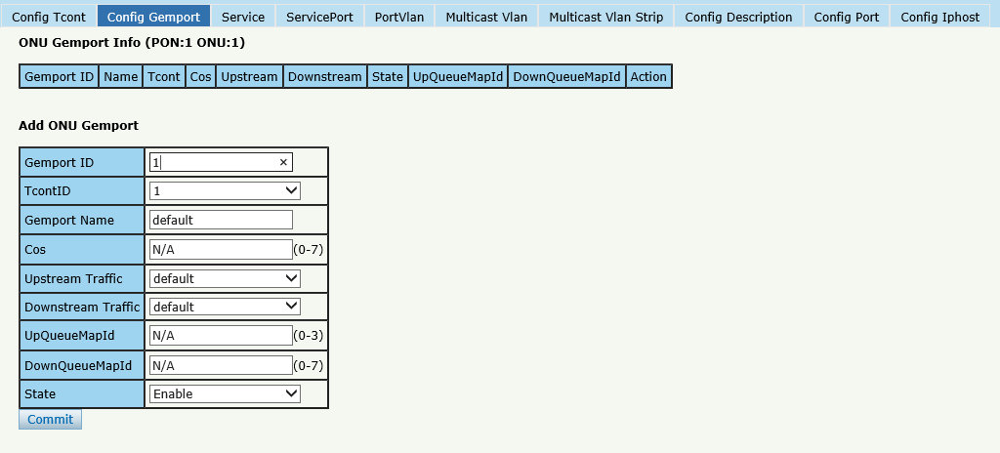 Config Tcont Config Gemport Service ServicePort PortVlan Multicast Vlan Multicast Vlan Strip Config Description Config Port Config Iphost
ONU Gemport Info (PON:1 ONU:1)
Gemport ID Name Tcont Cos Upstream Downstream State UpQueueMapId DownQueueMapId Action
Add ONU Gemport
Gemport ID 1 ×
TcontID 1
Gemport Name default
Cos N/A (0-7)
Upstream Traffic default
Downstream Traffic default
UpQueueMapId N/A (0-3)
DownQueueMapId N/A (0-7)
State Enable
Commit